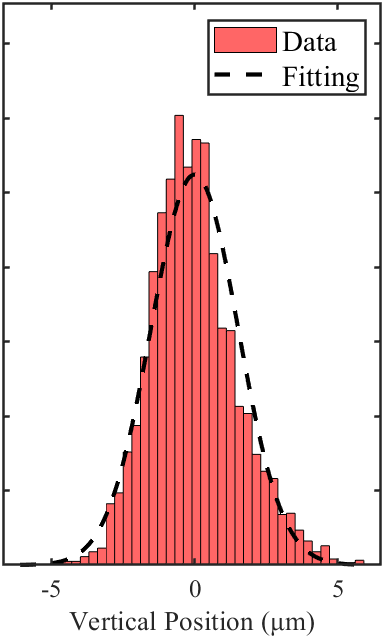 Data
Fitting
-5 0 5
Vertical Position (μm)